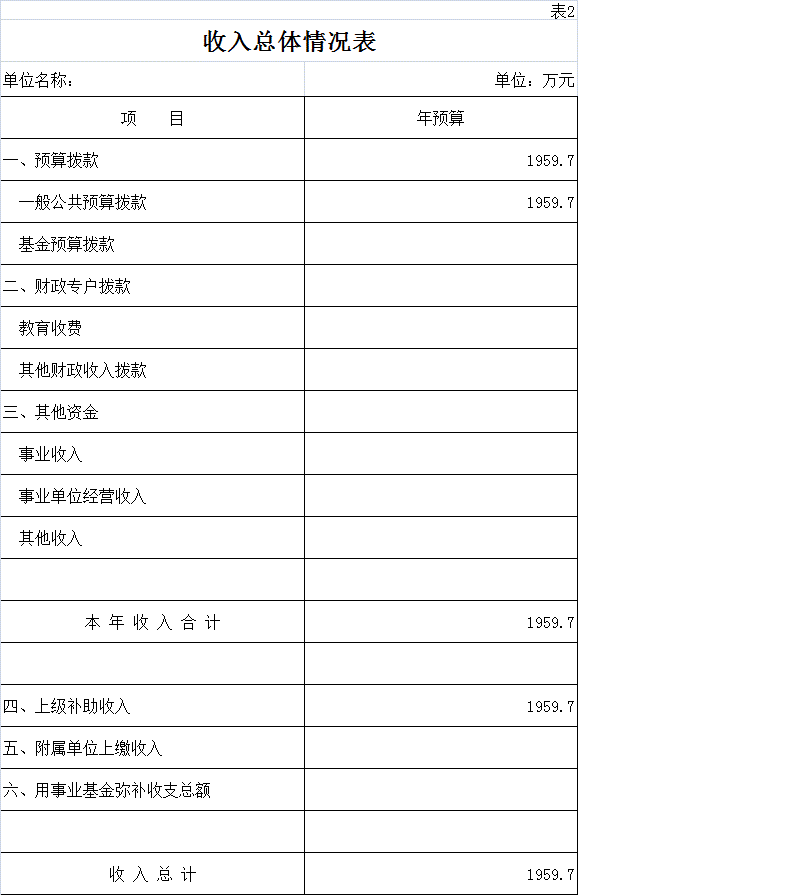 表2
收入总体情况表
单位名称: 单位: 万元
项 目 年预算
一、预算拨款 1959.7
一般公共预算拨款 1959.7
基金预算拨款
二、财政专户拨款
教育收费
其他财政收入拨款
三、其他资金
事业收入
事业单位经营收入
其他收入
本 年 收 入 合 计 1959.7
四、上级补助收入 1959.7
五、附属单位上缴收入
六、用事业基金弥补收支总额
收 入 总 计 1959.7